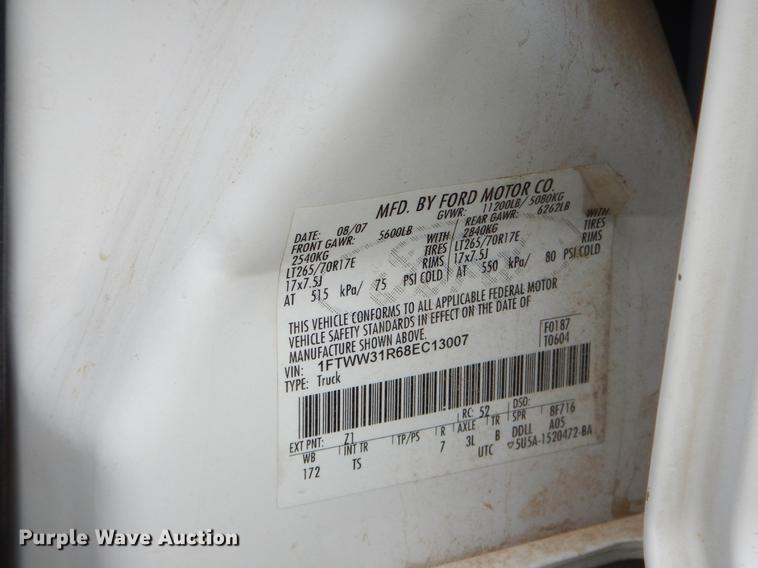 MFD. BY FORD MOTOR CO.
DATE: 08/07 GVWR: 11200LB/ 5080KG
FRONT GAWR: 5600LB REAR GAWR: 6262LB
2540KG WITH 2840KG WITH
LT265/70R17E TIRES LT265/70R17E TIRES
17x7.5J RIMS 17x7.5J RIMS
AT 515 kPa/ 75 PSI COLD AT 550 kPa/ 80 PSI COLD
THIS VEHICLE CONFORMS TO ALL APPLICABLE FEDERAL MOTOR
VEHICLE SAFETY STANDARDS IN EFFECT ON THE DATE OF
MANUFACTURE SHOWN ABOVE.
VIN: 1FTWW31R68EC13007 F0187
TYPE: Truck T0604
EXT PNT: Z1 RC: 52 DSO:
WB INT TR TP/PS R AXLE TR SPR 8F716
172 TS 7 3L B DDLL A05
UTC ▽5U5A-1520472-BA
Purple Wave Auction